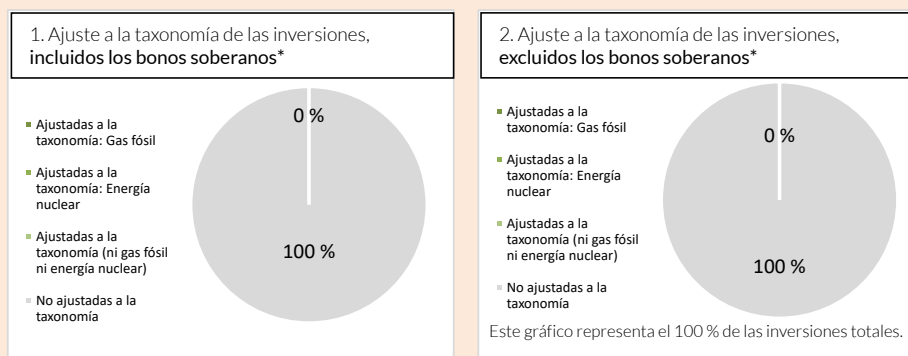 1. Ajuste a la taxonomía de las inversiones,
incluidos los bonos soberanos*
Ajustadas a la
taxonomía: Gas fósil
Ajustadas a la
taxonomía: Energía
nuclear
Ajustadas a la
taxonomía (ni gas fósil
ni energía nuclear)
No ajustadas a la
taxonomía
0 %
100 %
2. Ajuste a la taxonomía de las inversiones,
excluidos los bonos soberanos*
Ajustadas a la
taxonomía: Gas fósil
Ajustadas a la
taxonomía: Energía
nuclear
Ajustadas a la
taxonomía (ni gas fósil
ni energía nuclear)
No ajustadas a la
taxonomía
0 %
100 %
Este gráfico representa el 100 % de las inversiones totales.